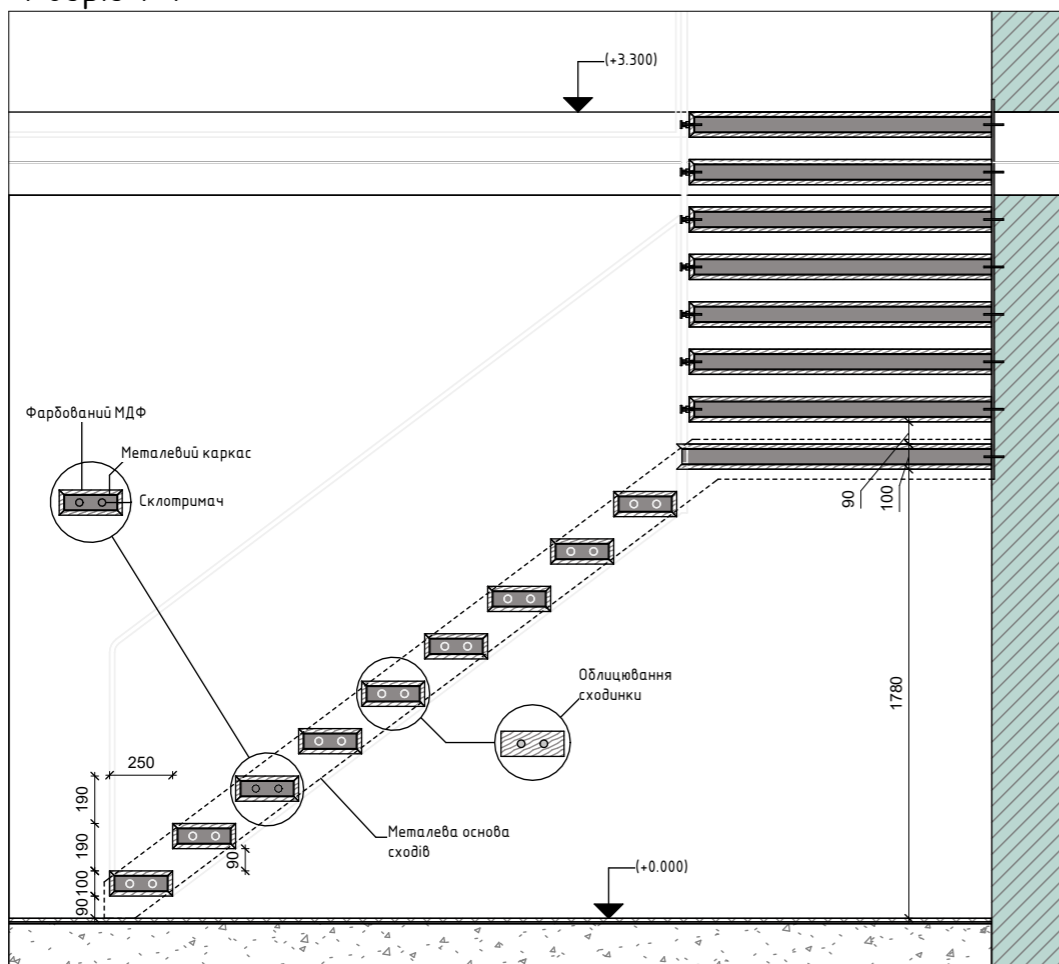 (+3.300)
Фарбований МДФ
Металевий каркас
Склотримач
90
100
Облицювання
сходинки
1780
250
190
190
100
90
90
Металева основа
сходів
(+0.000)